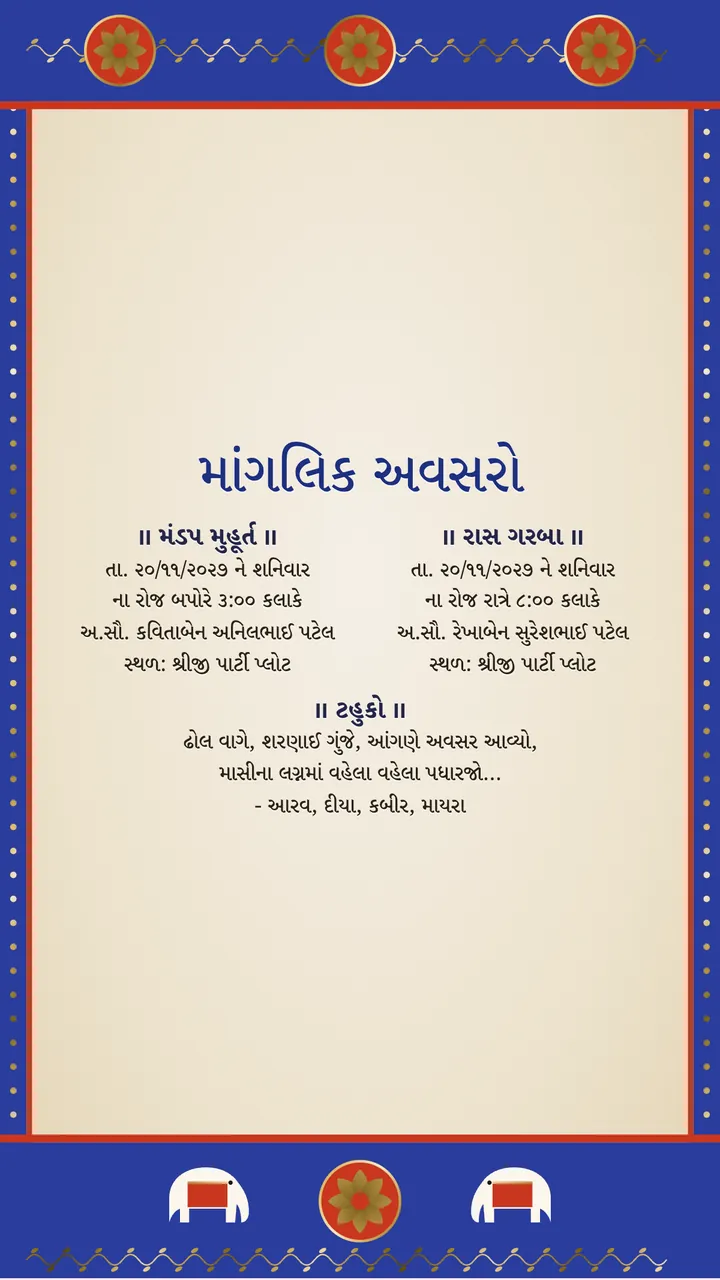 માંગલિક અવસરો
॥ મંડપ મુહૂર્ત ॥
તા. ૨૦/૧૧/૨૦૨૭ ને શનિવાર
ના રોજ બપોરે ૩:૦૦ કલાકે
અ.સૌ. કવિતાબેન અનિલભાઈ પટેલ
સ્થળ: શ્રીજી પાર્ટી પ્લોટ
॥ રાસ ગરબા ॥
તા. ૨૦/૧૧/૨૦૨૭ ને શનિવાર
ના રોજ રાત્રે ૮:૦૦ કલાકે
અ.સૌ. રેખાબેન સુરેશભાઈ પટેલ
સ્થળ: શ્રીજી પાર્ટી પ્લોટ
॥ ટહુકો ॥
ઢોલ વાગે, શરણાઈ ગુંજે, આંગણે અવસર આવ્યો,
માસીના લગ્નમાં વહેલા વહેલા પધારજો...
- આરવ, દીયા, કબીર, માયરા